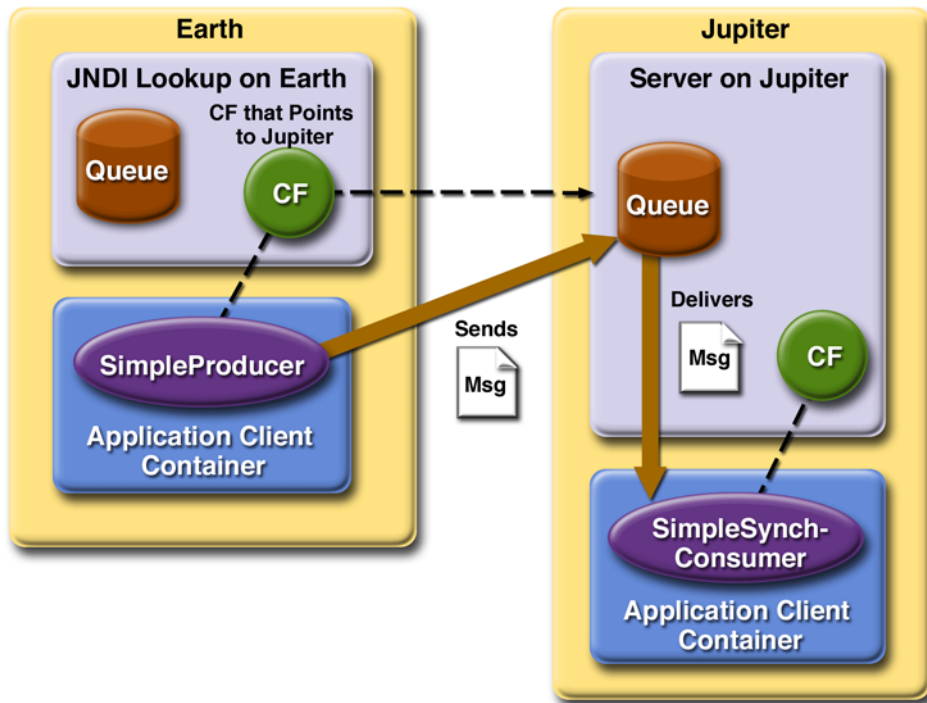 Earth
JNDI Lookup on Earth
CF that Points
to Jupiter
Queue
CF
SimpleProducer
Application Client
Container
Sends
Msg
Jupiter
Server on Jupiter
Queue
Delivers
Msg
CF
SimpleSynch-
Consumer
Application Client
Container